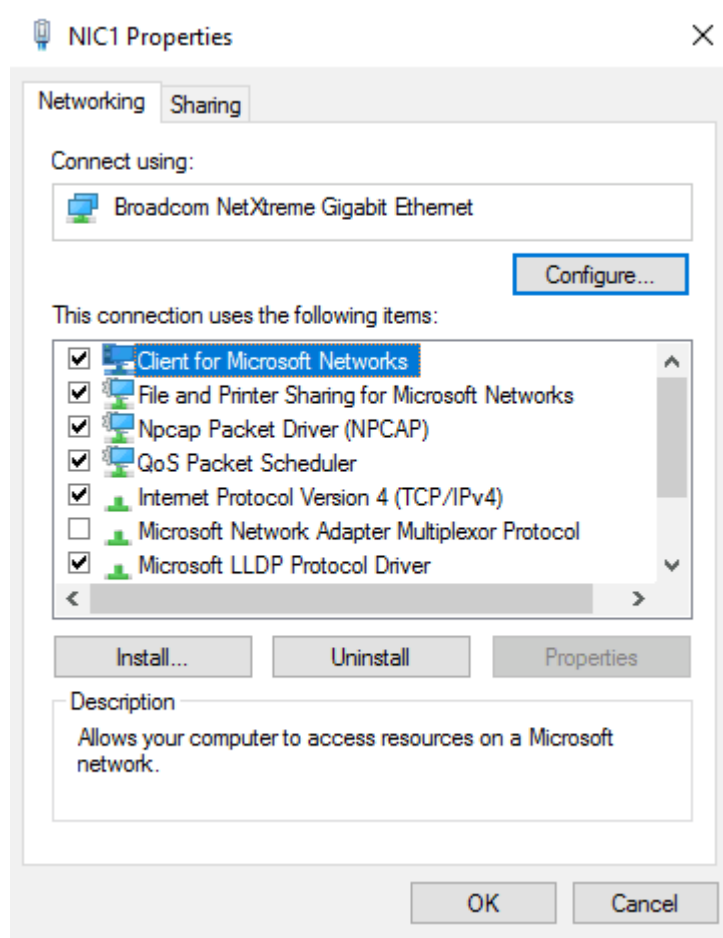 NIC1 Properties
Networking
Sharing
Connect using:
Broadcom NetXtreme Gigabit Ethernet
Configure...
This connection uses the following items:
Client for Microsoft Networks
File and Printer Sharing for Microsoft Networks
Npcap Packet Driver (NPCAP)
QoS Packet Scheduler
Internet Protocol Version 4 (TCP/IPv4)
Microsoft Network Adapter Multiplexor Protocol
Microsoft LLDP Protocol Driver
Install...
Uninstall
Properties
Description
Allows your computer to access resources on a Microsoft
network.
OK
Cancel